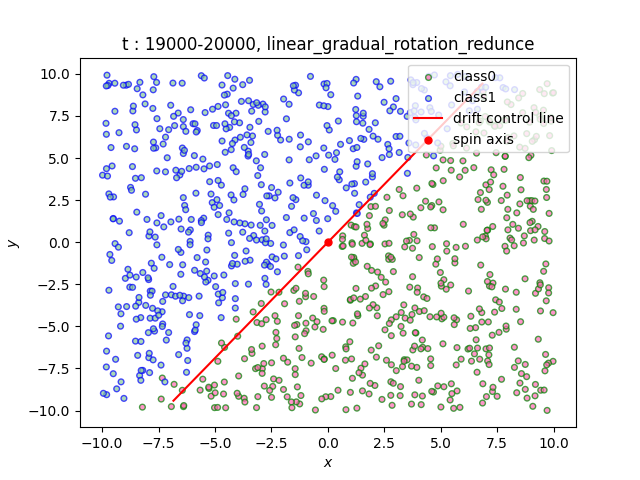 t : 19000-20000, linear_gradual_rotation_redunce
class0
class1
drift control line
spin axis
10.0
7.5
5.0
2.5
0.0
−2.5
−5.0
−7.5
−10.0
y
−10.0 −7.5 −5.0 −2.5 0.0 2.5 5.0 7.5 10.0
x